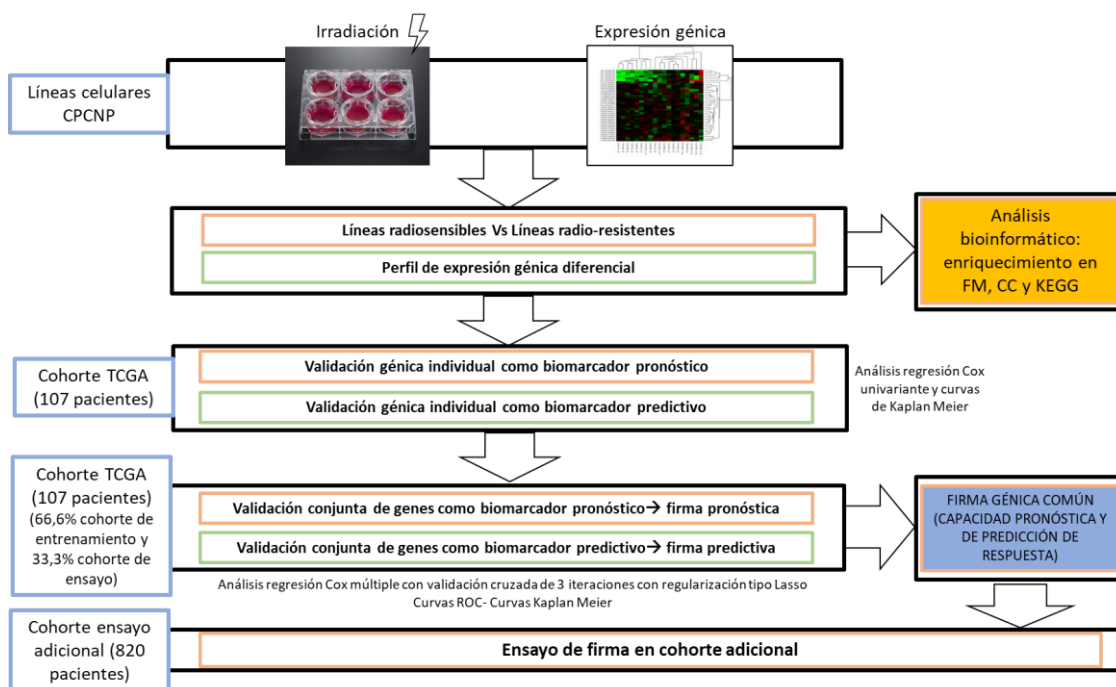 Irradiación
Expresión génica
Líneas celulares
CPCNP
Líneas radiosensibles Vs Líneas radio-resistentes
Perfil de expresión génica diferencial
Análisis
bioinformático:
enriquecimiento en
FM, CC y KEGG
Cohorte TCGA
(107 pacientes)
Validación génica individual como biomarcador pronóstico
Validación génica individual como biomarcador predictivo
Análisis regresión Cox
univariante y curvas
de Kaplan Meier
Cohorte TCGA
(107 pacientes)
(66,6% cohorte de
entrenamiento y
33,3% cohorte de
ensayo)
Validación conjunta de genes como biomarcador pronóstico→ firma pronóstica
Validación conjunta de genes como biomarcador predictivo→ firma predictiva
Análisis regresión Cox múltiple con validación cruzada de 3 iteraciones con regularización tipo Lasso
Curvas ROC- Curvas Kaplan Meier
FIRMA GÉNICA COMÚN
(CAPACIDAD PRONÓSTICA Y
DE PREDICCIÓN DE
RESPUESTA)
Cohorte ensayo
adicional (820
pacientes)
Ensayo de firma en cohorte adicional